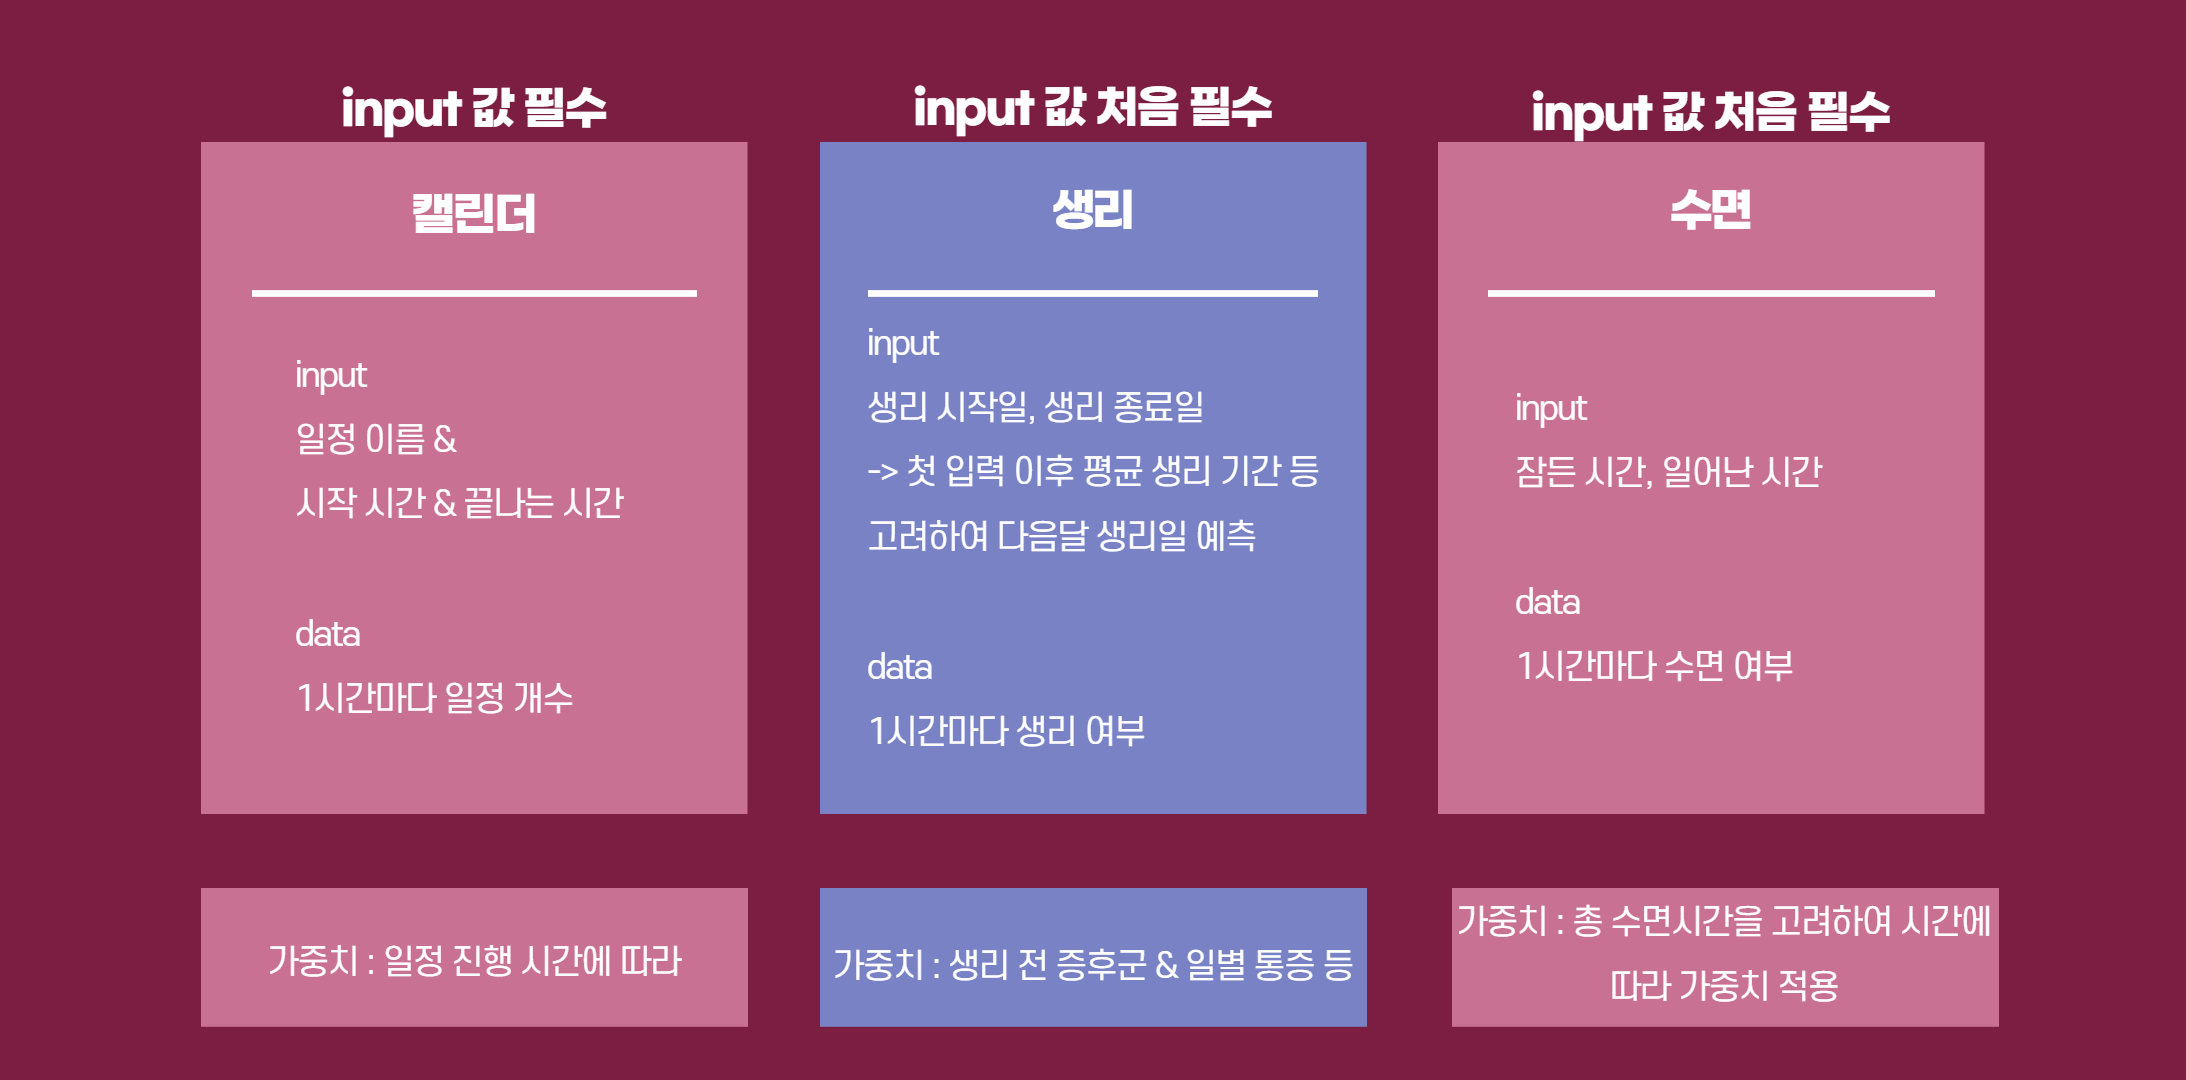 input 값 필수
캘린더
input
일정 이름 &
시작 시간 & 끝나는 시간
data
1시간마다 일정 개수
가중치 : 일정 진행 시간에 따라
input 값 처음 필수
생리
input
생리 시작일, 생리 종료일
-> 첫 입력 이후 평균 생리 기간 등
고려하여 다음달 생리일 예측
data
1시간마다 생리 여부
가중치 : 생리 전 증후군 & 일별 통증 등
input 값 처음 필수
수면
input
잠든 시간, 일어난 시간
data
1시간마다 수면 여부
가중치 : 총 수면시간을 고려하여 시간에
따라 가중치 적용